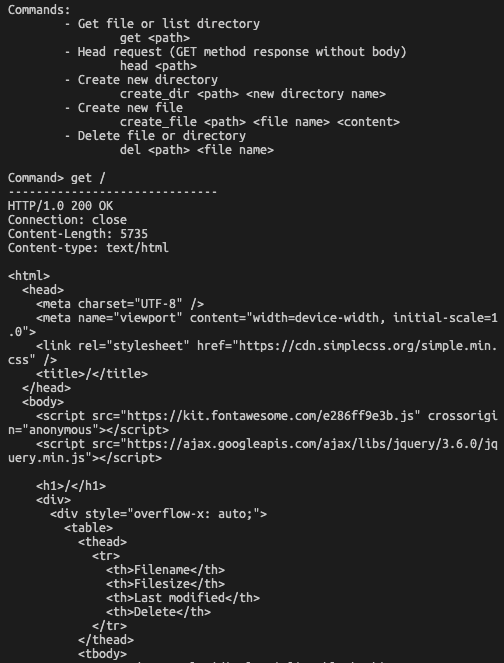 Commands:
- Get file or list directory
get <path>
- Head request (GET method response without body)
head <path>
- Create new directory
create_dir <path> <new directory name>
- Create new file
create_file <path> <file name> <content>
- Delete file or directory
del <path> <file name>
Command> get /
------------------------------
HTTP/1.0 200 OK
Connection: close
Content-Length: 5735
Content-type: text/html
<html>
<head>
<meta charset="UTF-8" />
<meta name="viewport" content="width=device-width, initial-scale=1
.0">
<link rel="stylesheet" href="https://cdn.simplecss.org/simple.min.
css" />
<title>/</title>
</head>
<body>
<script src="https://kit.fontawesome.com/e286ff9e3b.js" crossorigi
n="anonymous"></script>
<script src="https://ajax.googleapis.com/ajax/libs/jquery/3.6.0/jq
uery.min.js"></script>
<h1>/</h1>
<div>
<div style="overflow-x: auto;">
<table>
<thead>
<tr>
<th>Filename</th>
<th>Filesize</th>
<th>Last modified</th>
<th>Delete</th>
</tr>
</thead>
<tbody>